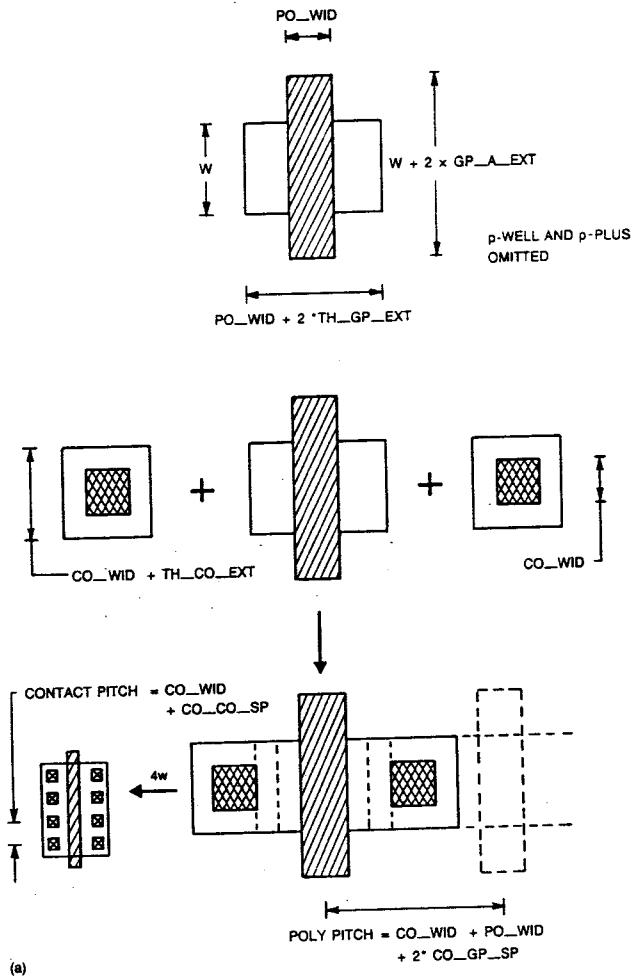 PO_WID
W
W + 2 x GP_A_EXT
p-WELL AND p-PLUS
OMITTED
PO_WID + 2 *TH_GP_EXT
+
+
CO_WID + TH_CO_EXT
CO_WID
CONTACT PITCH = CO_WID
+ CO_CO_SP
4w
POLY PITCH = CO_WID + PO_WID
+ 2* CO_GP_SP
(a)